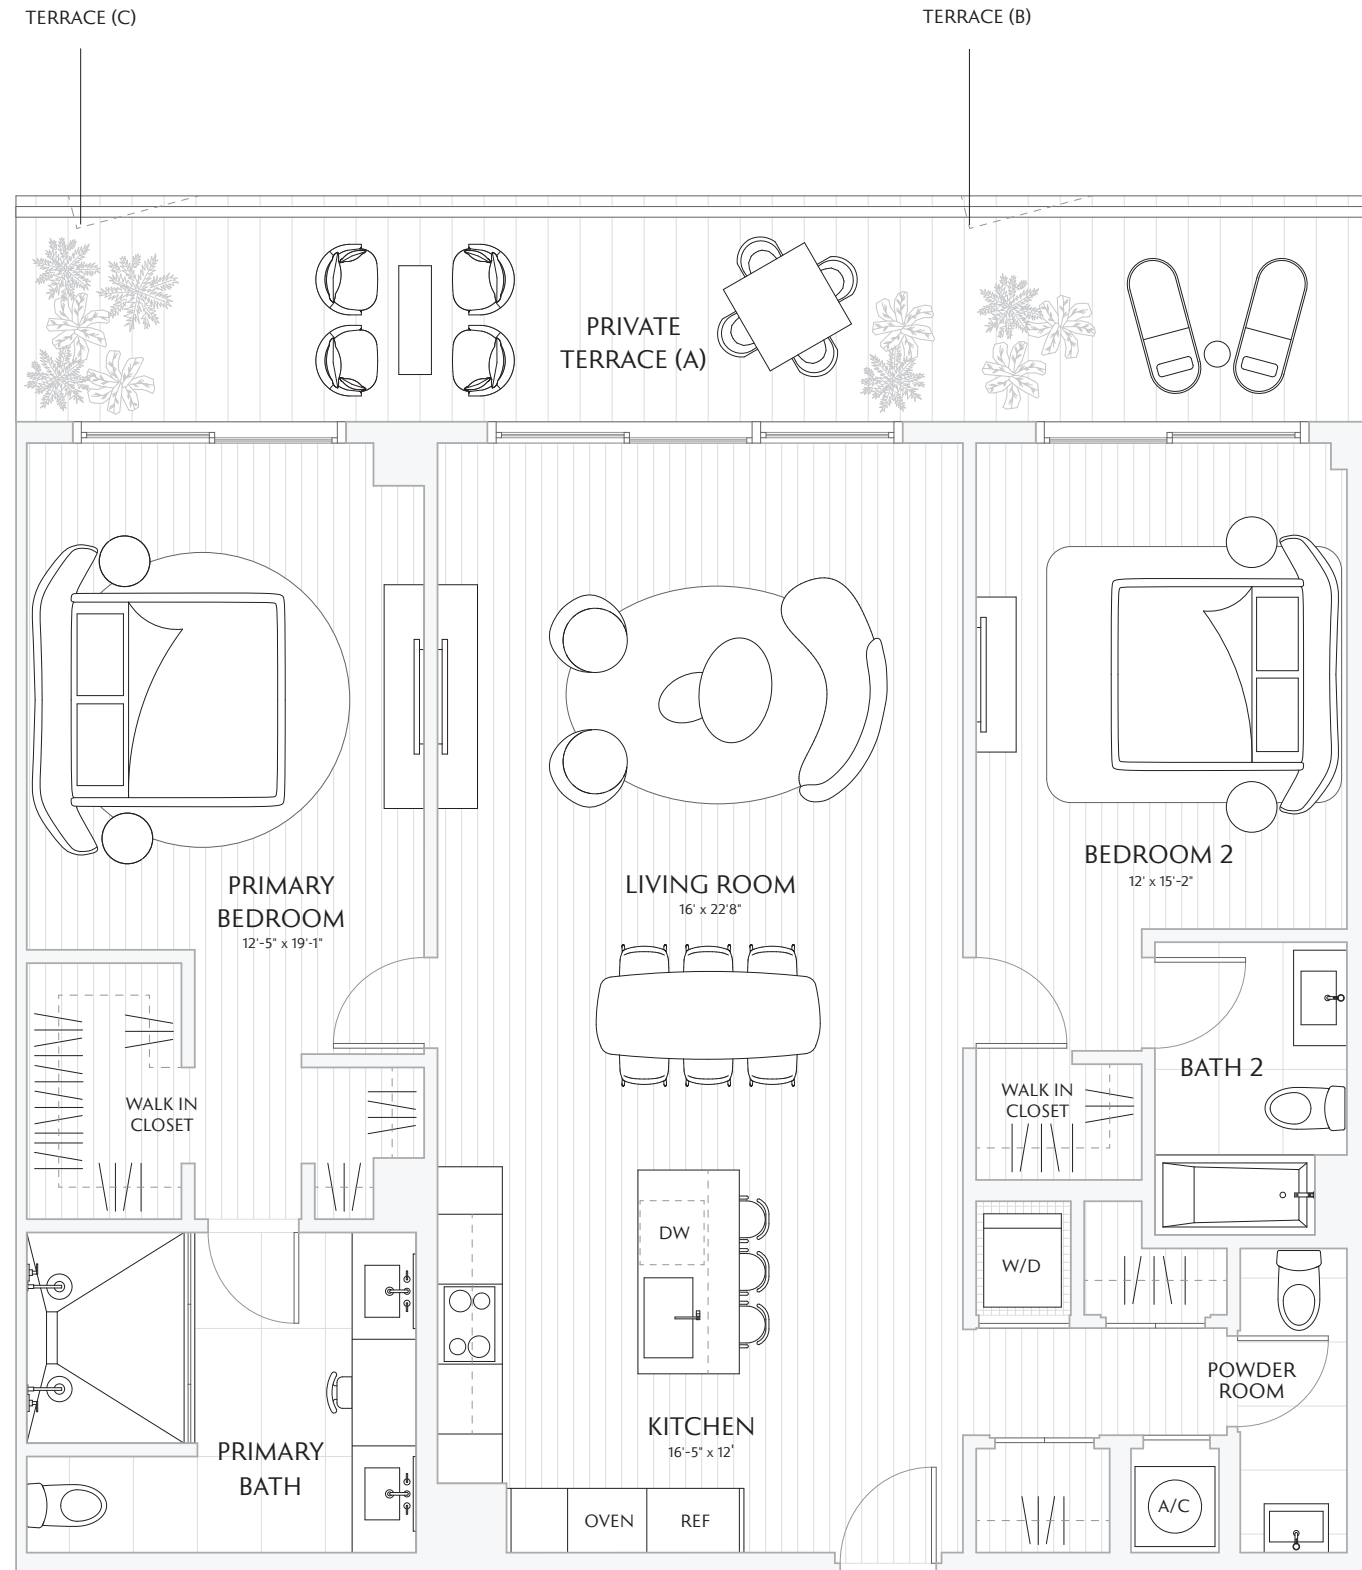 TERRACE (C)
TERRACE (B)
PRIVATE
TERRACE (A)
PRIMARY
BEDROOM
12'-5" x 19'-1"
LIVING ROOM
16' x 22'8"
BEDROOM 2
12' x 15'-2"
WALK IN
CLOSET
WALK IN
CLOSET
BATH 2
DW
W/D
POWDER
ROOM
KITCHEN
16'-5" x 12'
PRIMARY
BATH
OVEN
REF
A/C